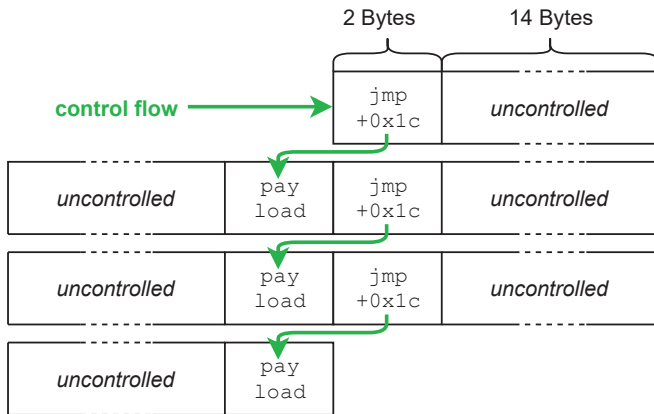 2 Bytes 14 Bytes
control flow
jmp
+0x1c
uncontrolled
uncontrolled
pay
load
jmp
+0x1c
uncontrolled
uncontrolled
pay
load
jmp
+0x1c
uncontrolled
uncontrolled
pay
load